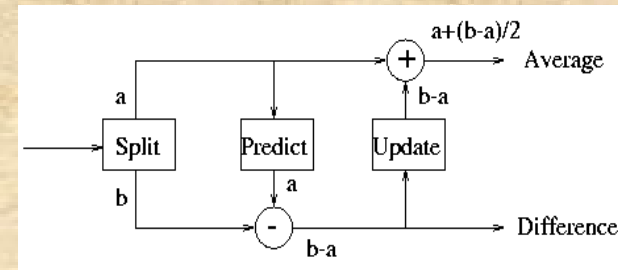 a+(b-a)/2
+
Average
a
b-a
Split
Predict
Update
b
a
-
Difference
b-a